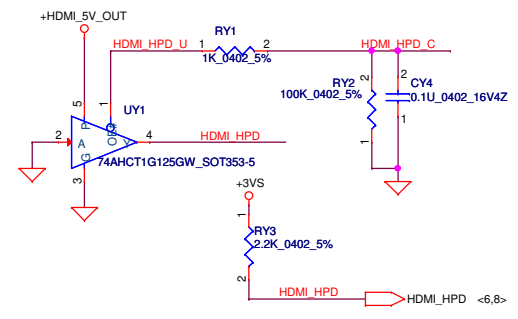 +HDMI_5V_OUT
RY1
HDMI_HPD_U
1
2
HDMI_HPD_C
1K_0402_5%
RY2
100K_0402_5%
2
1
CY4
0.1U_0402_16V4Z
2
1
5
1
UY1
P
OE#
2
A
Y
4
HDMI_HPD
G
74AHCT1G125GW_SOT353-5
3
+3VS
1
RY3
2.2K_0402_5%
2
HDMI_HPD
HDMI_HPD <6,8>